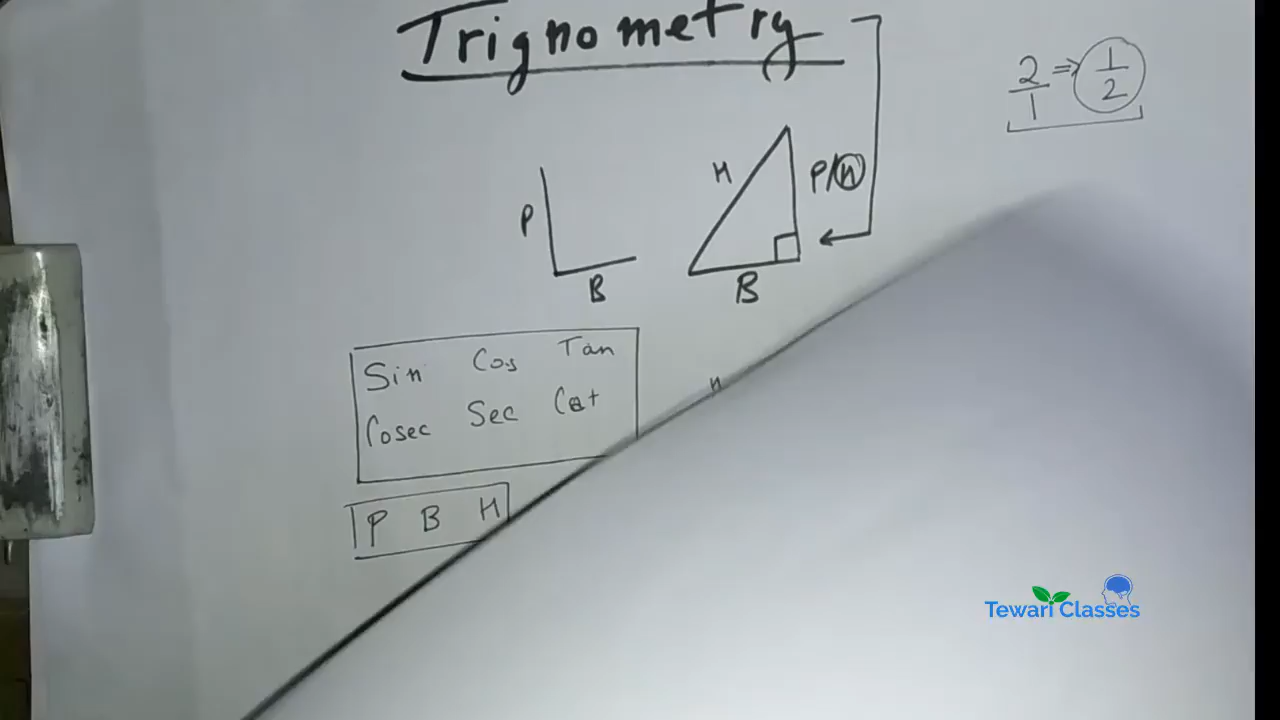 Trignometry
2/1 ⇒ 1/2
H P/H
P
B B
Sin Cos Tan
Cosec Sec Cot
P B H
Tewari Classes